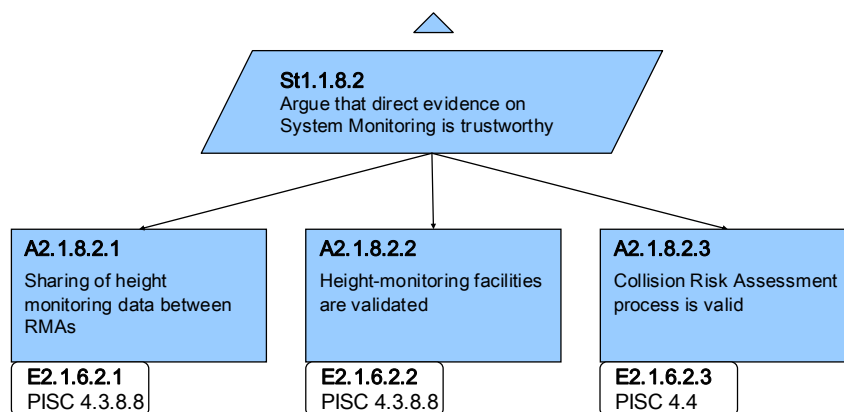 St1.1.8.2
Argue that direct evidence on
System Monitoring is trustworthy
A2.1.8.2.1
Sharing of height
monitoring data between
RMAs
E2.1.6.2.1
PISC 4.3.8.8
A2.1.8.2.2
Height-monitoring facilities
are validated
E2.1.6.2.2
PISC 4.3.8.8
A2.1.8.2.3
Collision Risk Assessment
process is valid
E2.1.6.2.3
PISC 4.4